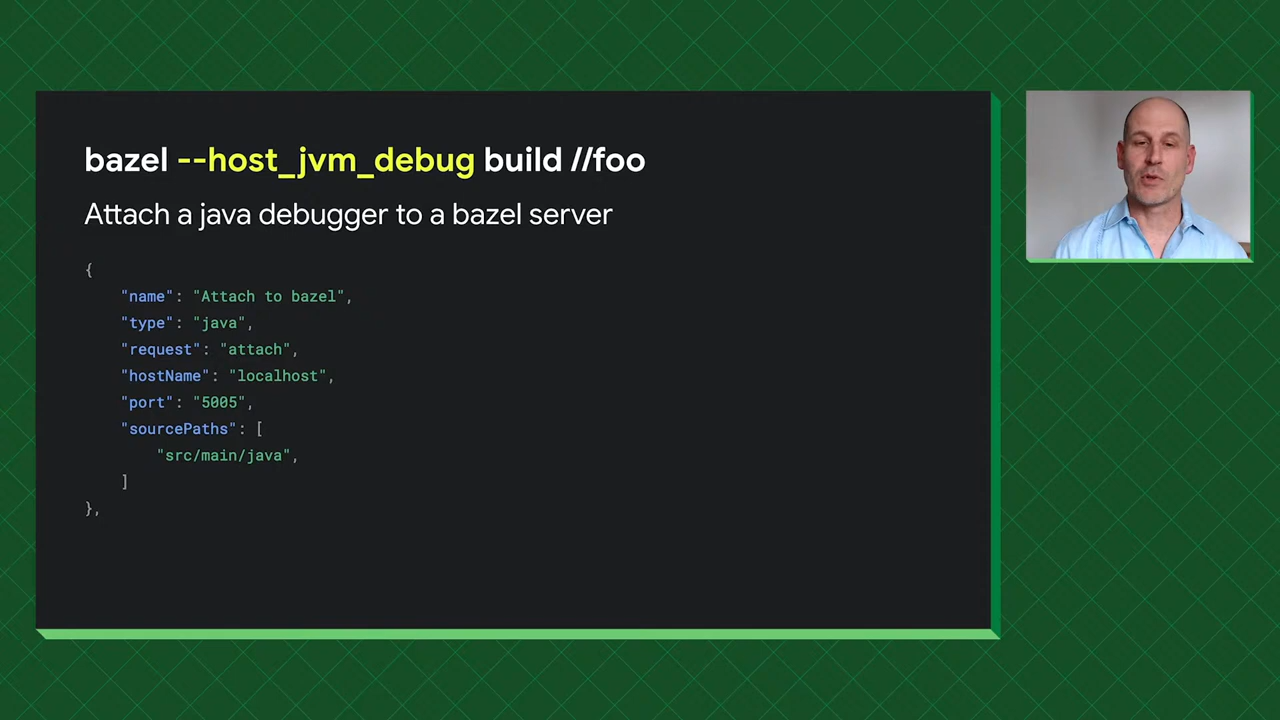 bazel --host_jvm_debug build //foo
Attach a java debugger to a bazel server
{
    "name": "Attach to bazel",
    "type": "java",
    "request": "attach",
    "hostName": "localhost",
    "port": "5005",
    "sourcePaths": [
        "src/main/java",
    ]
},